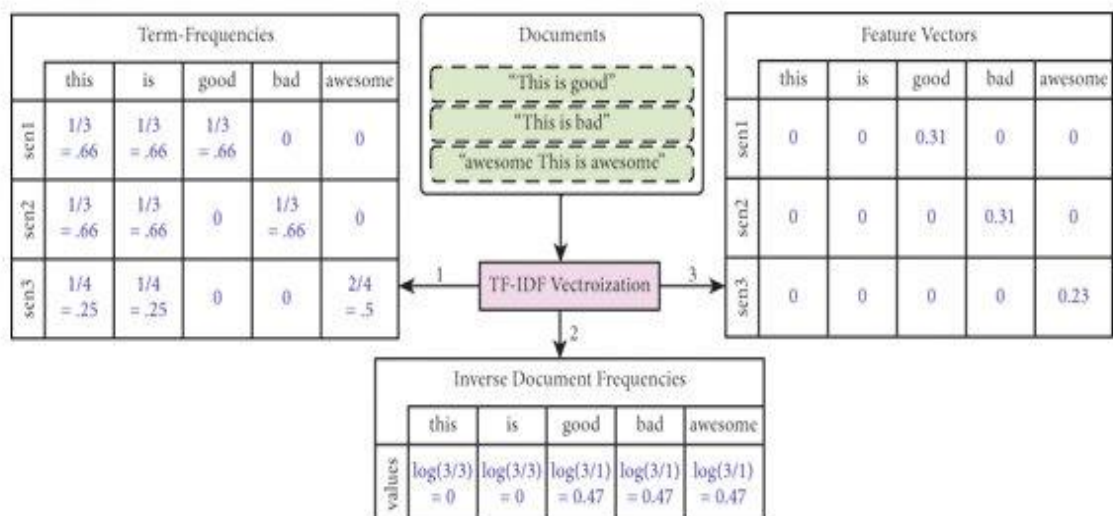 Term-Frequencies
this is good bad awesome
sen1
1/3 1/3 1/3 0 0
= .66 = .66 = .66
sen2
1/3 1/3 0 1/3 0
= .66 = .66 = .66
sen3
1/4 1/4 0 0 2/4
= .25 = .25 = .5
Documents
“This is good”
“This is bad”
“awesome This is awesome”
TF-IDF Vectroization
1
2
3
Feature Vectors
this is good bad awesome
sen1
0 0 0.31 0 0
sen2
0 0 0 0.31 0
sen3
0 0 0 0 0.23
Inverse Document Frequencies
this is good bad awesome
values
log(3/3) log(3/3) log(3/1) log(3/1) log(3/1)
= 0 = 0 = 0.47 = 0.47 = 0.47